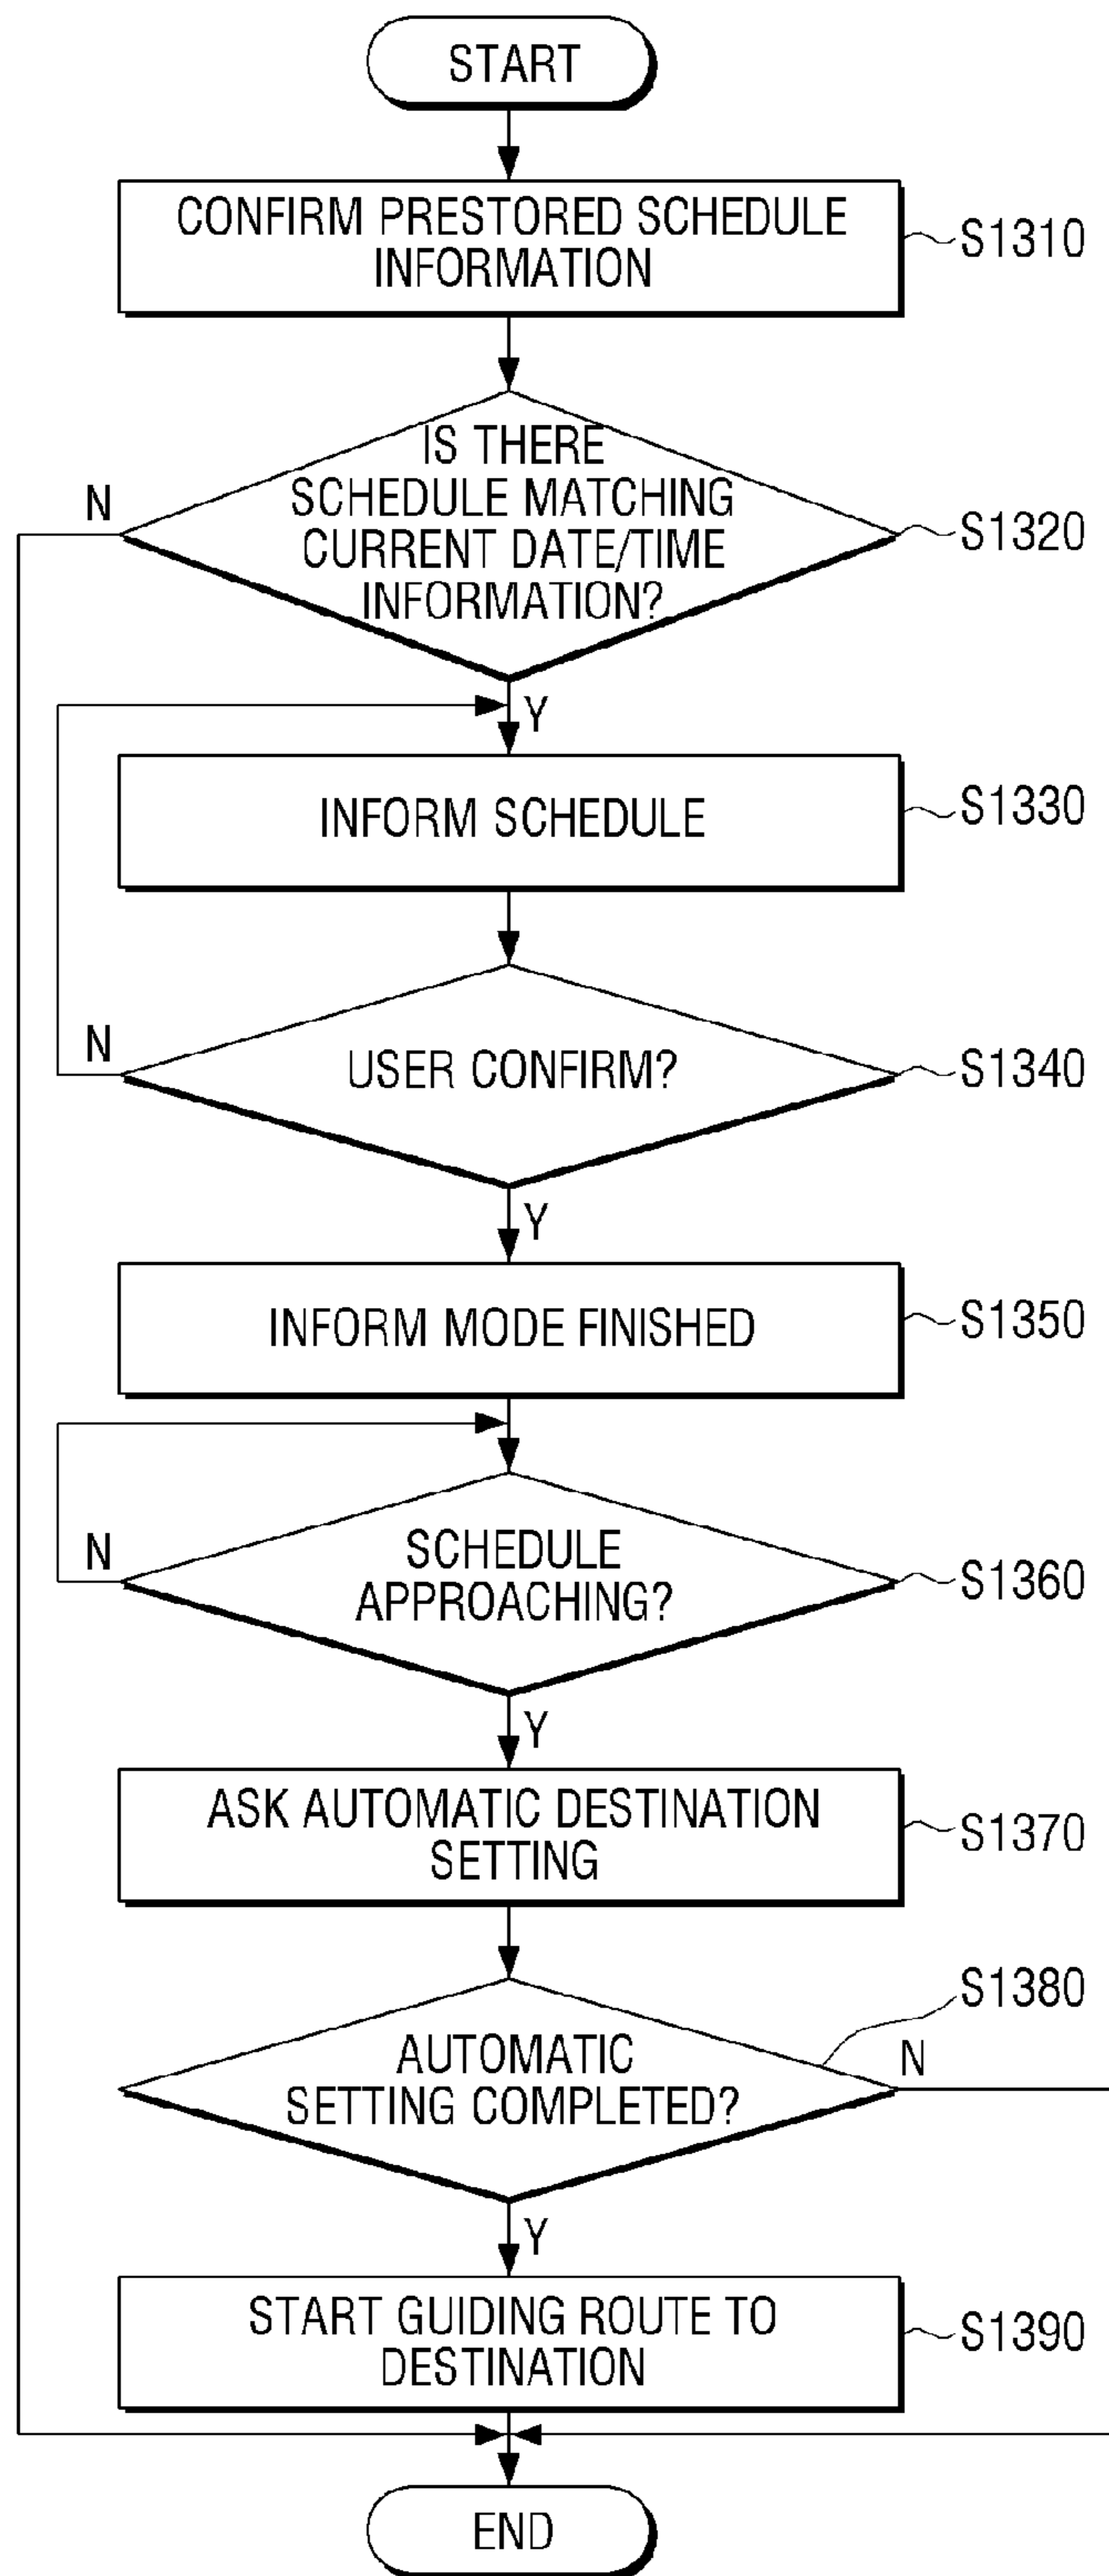 START
CONFIRM PRESTORED SCHEDULE
INFORMATION
S1310
IS THERE
SCHEDULE MATCHING
CURRENT DATE/TIME
INFORMATION?
N
S1320
Y
INFORM SCHEDULE
S1330
USER CONFIRM?
N
S1340
Y
INFORM MODE FINISHED
S1350
SCHEDULE
APPROACHING?
N
S1360
Y
ASK AUTOMATIC DESTINATION
SETTING
S1370
S1380
AUTOMATIC
SETTING COMPLETED?
N
Y
START GUIDING ROUTE TO
DESTINATION
S1390
END